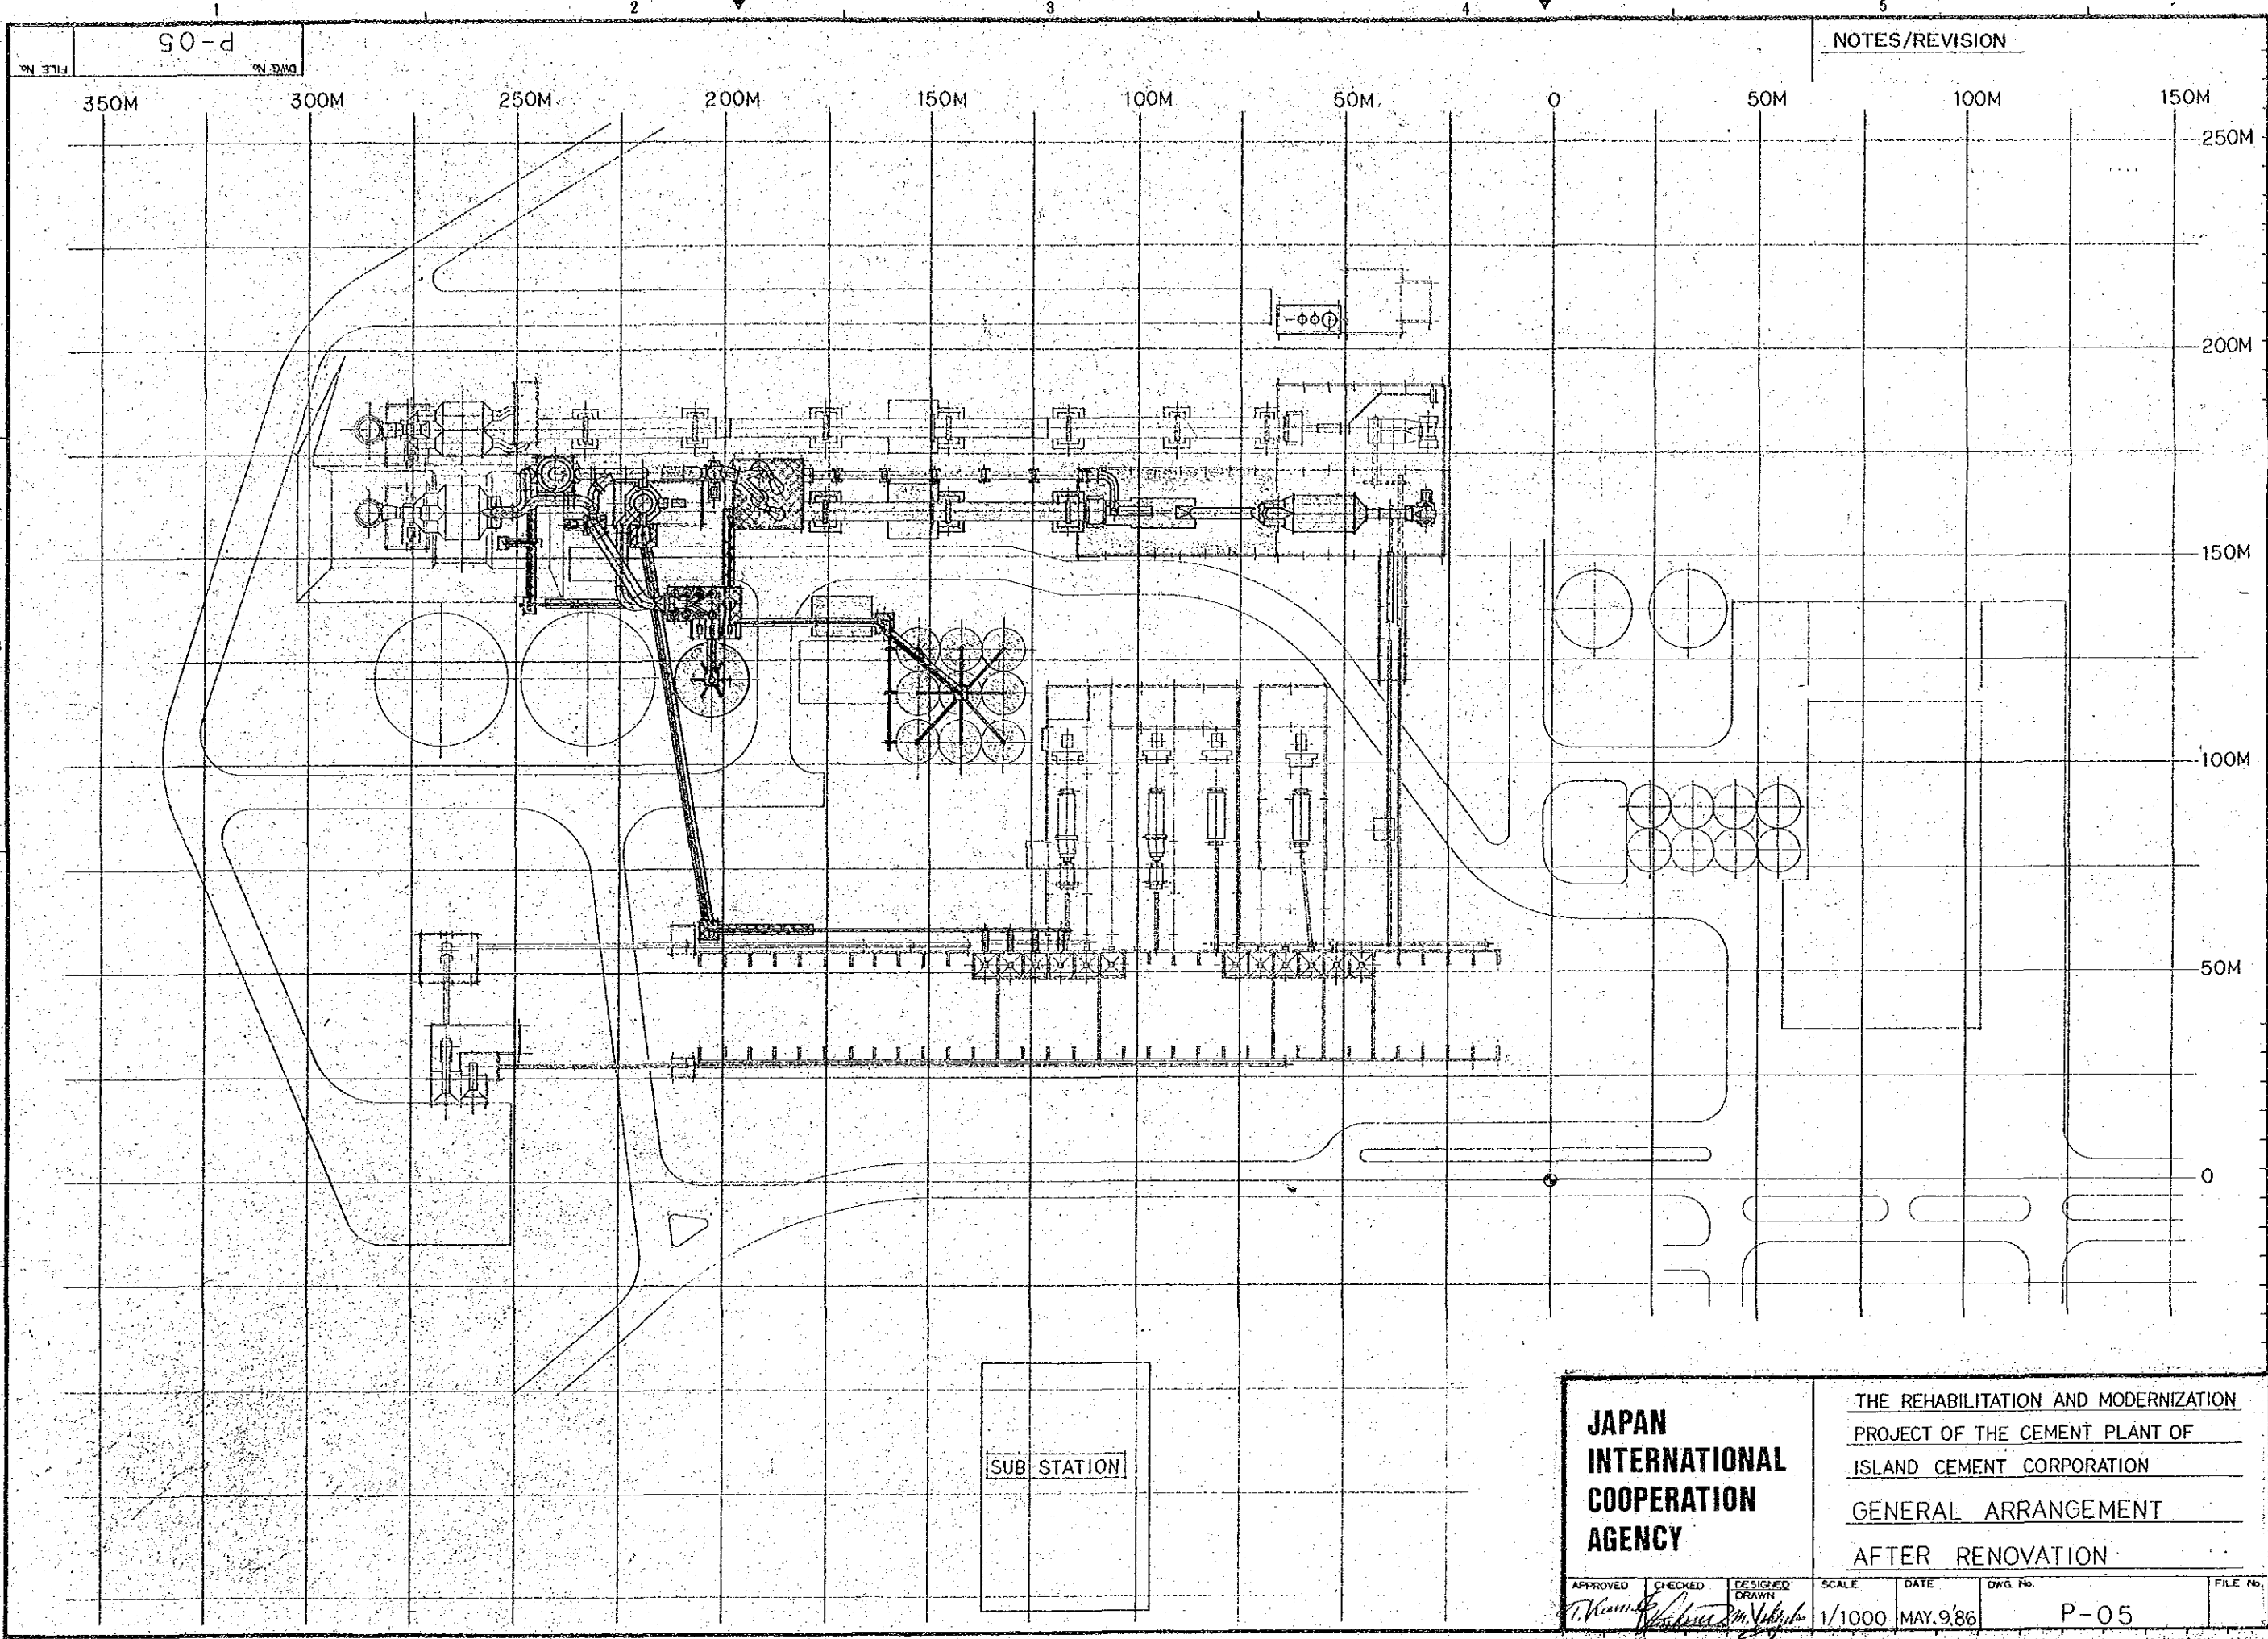 1 2 3 4 5
P-05
DWG. No. FILE No.
NOTES/REVISION
350M 300M 250M 200M 150M 100M 50M 0 50M 100M 150M
250M
200M
150M
100M
50M
0
SUB STATION
JAPAN
INTERNATIONAL
COOPERATION
AGENCY
THE REHABILITATION AND MODERNIZATION
PROJECT OF THE CEMENT PLANT OF
ISLAND CEMENT CORPORATION
GENERAL ARRANGEMENT
AFTER RENOVATION
APPROVED CHECKED DESIGNED DRAWN SCALE DATE DWG. No. FILE No.
1/1000 MAY.9.'86 P-05